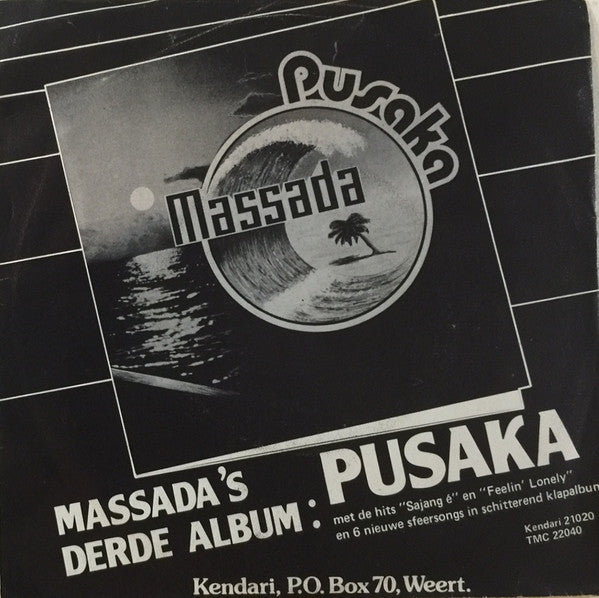 Pusaka
Massada
MASSADA'S
DERDE ALBUM:
PUSAKA
met de hits "Sajang é" en "Feelin' Lonely"
en 6 nieuwe sfeersongs in schitterend klapalbum
Kendari 21020
TMC 22040
Kendari, P.O. Box 70, Weert.